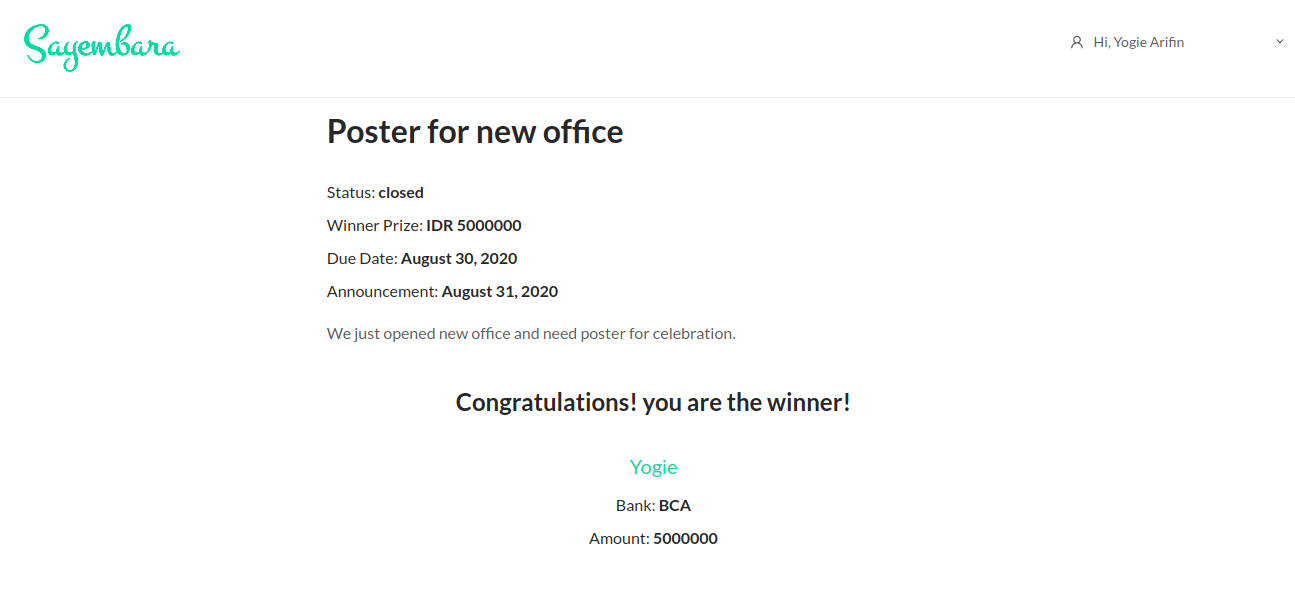 Sayembara
Hi, Yogie Arifin
Poster for new office
Status: closed
Winner Prize: IDR 5000000
Due Date: August 30, 2020
Announcement: August 31, 2020
We just opened new office and need poster for celebration.
Congratulations! you are the winner!
Yogie
Bank: BCA
Amount: 5000000